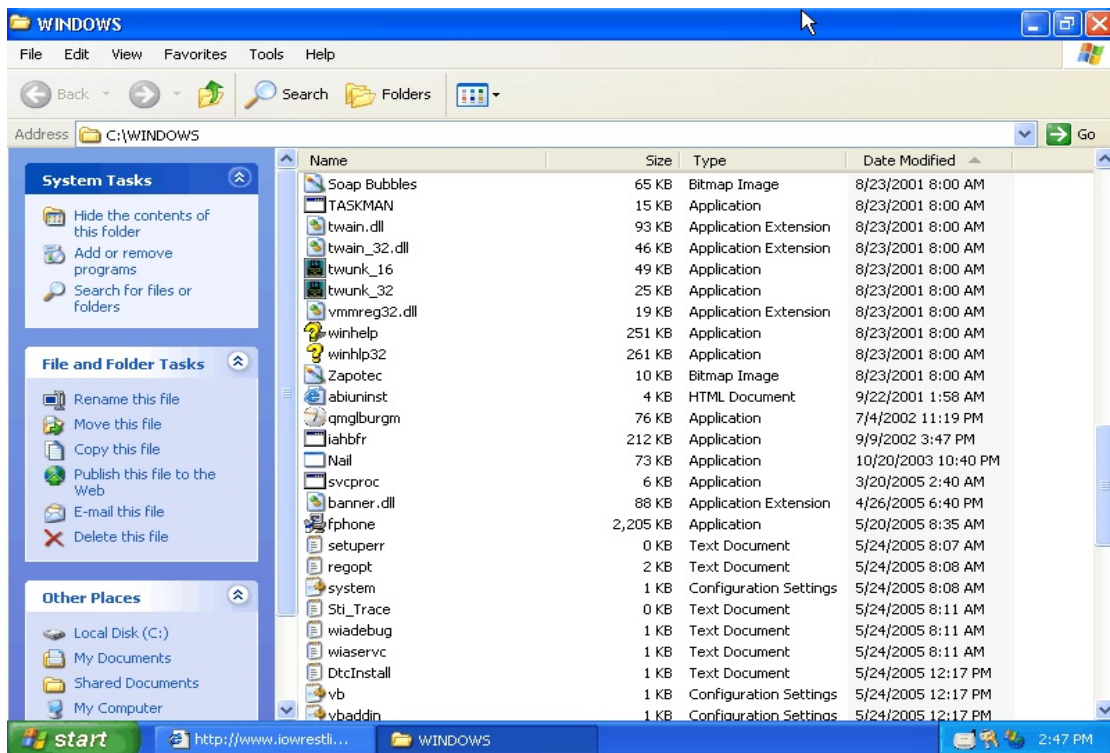 WINDOWS
File Edit View Favorites Tools Help
Back Search Folders
Address C:\WINDOWS Go
System Tasks
Hide the contents of
this folder
Add or remove
programs
Search for files or
folders
File and Folder Tasks
Rename this file
Move this file
Copy this file
Publish this file to the
Web
E-mail this file
Delete this file
Other Places
Local Disk (C:)
My Documents
Shared Documents
My Computer
Name Size Type Date Modified
Soap Bubbles 65 KB Bitmap Image 8/23/2001 8:00 AM
TASKMAN 15 KB Application 8/23/2001 8:00 AM
twain.dll 93 KB Application Extension 8/23/2001 8:00 AM
twain_32.dll 46 KB Application Extension 8/23/2001 8:00 AM
twunk_16 49 KB Application 8/23/2001 8:00 AM
twunk_32 25 KB Application 8/23/2001 8:00 AM
vmmreg32.dll 19 KB Application Extension 8/23/2001 8:00 AM
winhelp 251 KB Application 8/23/2001 8:00 AM
winhlp32 261 KB Application 8/23/2001 8:00 AM
Zapotec 10 KB Bitmap Image 8/23/2001 8:00 AM
abiuninst 4 KB HTML Document 9/22/2001 1:58 AM
qmglburgm 76 KB Application 7/4/2002 11:19 PM
iahbfr 212 KB Application 9/9/2002 3:47 PM
Nail 73 KB Application 10/20/2003 10:40 PM
svcproc 6 KB Application 3/20/2005 2:40 AM
banner.dll 88 KB Application Extension 4/26/2005 6:40 PM
fphone 2,205 KB Application 5/20/2005 8:35 AM
setuperr 0 KB Text Document 5/24/2005 8:07 AM
regopt 2 KB Text Document 5/24/2005 8:08 AM
system 1 KB Configuration Settings 5/24/2005 8:08 AM
Sti_Trace 0 KB Text Document 5/24/2005 8:11 AM
wiadebug 1 KB Text Document 5/24/2005 8:11 AM
wiaservc 1 KB Text Document 5/24/2005 8:11 AM
DtcInstall 1 KB Text Document 5/24/2005 12:17 PM
vb 1 KB Configuration Settings 5/24/2005 12:17 PM
vbaddin 1 KB Configuration Settings 5/24/2005 12:17 PM
start http://www.iowrestli... WINDOWS 2:47 PM